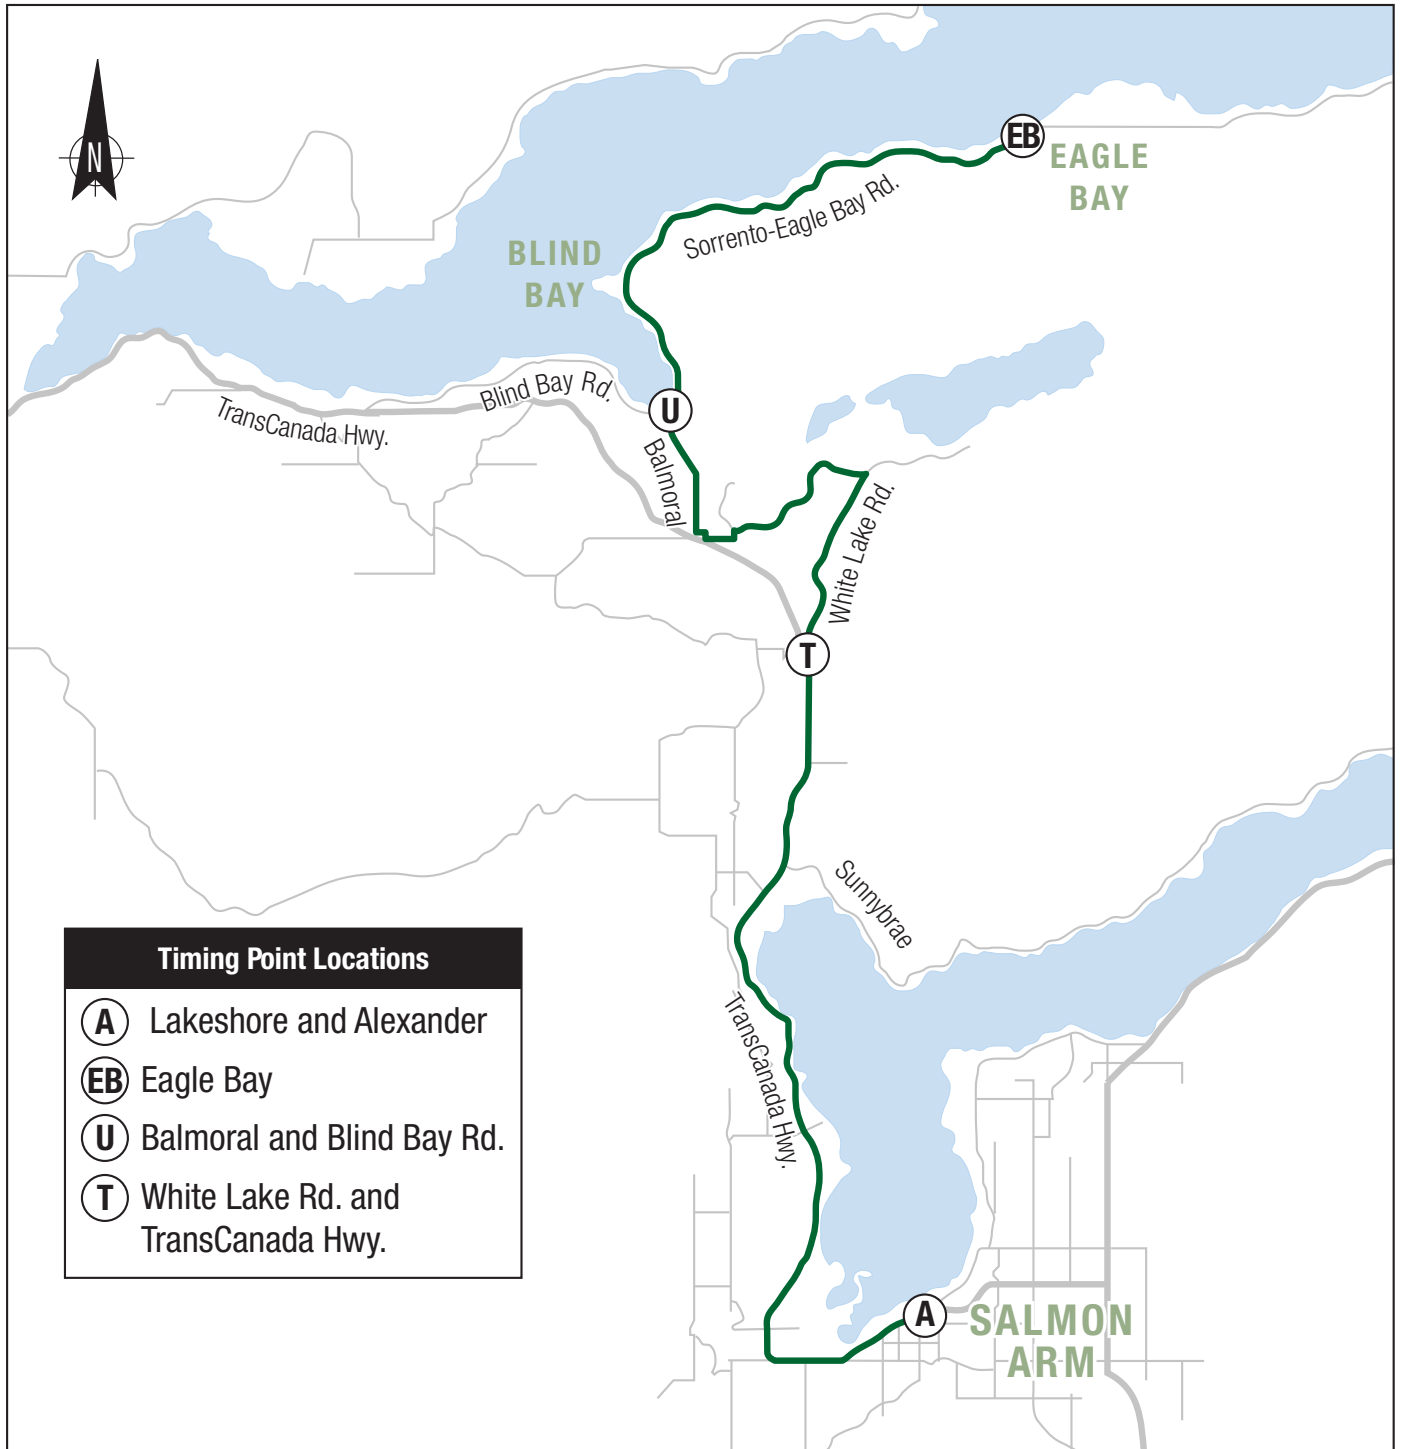 N
EB
EAGLE
BAY
Sorrento-Eagle Bay Rd.
BLIND
BAY
Blind Bay Rd.
TransCanada Hwy.
U
Balmoral
White Lake Rd.
T
Sunnybrae
TransCanada Hwy.
A
SALMON
ARM
Timing Point Locations
A Lakeshore and Alexander
EB Eagle Bay
U Balmoral and Blind Bay Rd.
T White Lake Rd. and
TransCanada Hwy.